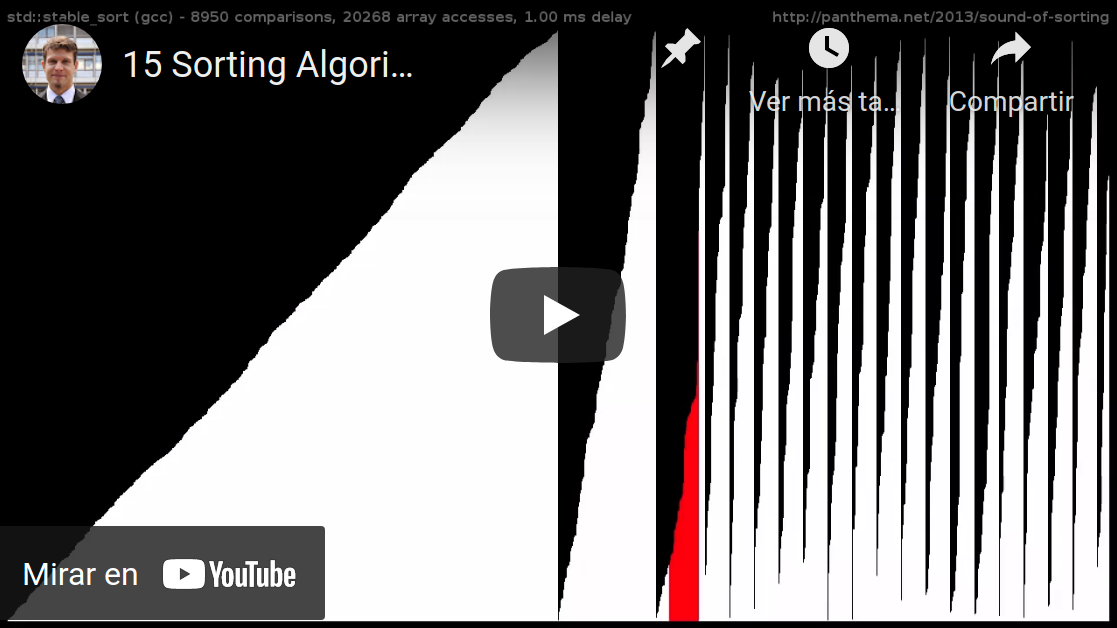 std::stable_sort (gcc) - 8950 comparisons, 20268 array accesses, 1.00 ms delay
http://panthema.net/2013/sound-of-sorting
15 Sorting Algori...
Ver más ta...
Compartir
Mirar en YouTube